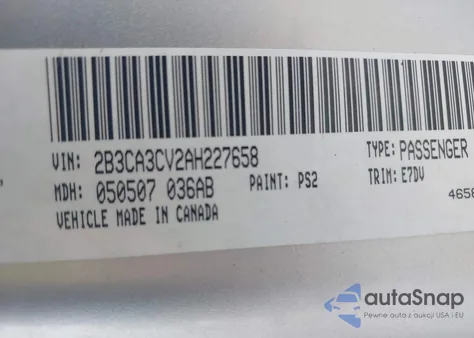 VIN: 2B3CA3CV2AH227658 TYPE: PASSENGER
MDH: 050507 036AB PAINT: PS2 TRIM: E7DV
VEHICLE MADE IN CANADA 4658
autoSnap
Pewne auta z aukcji USA i EU